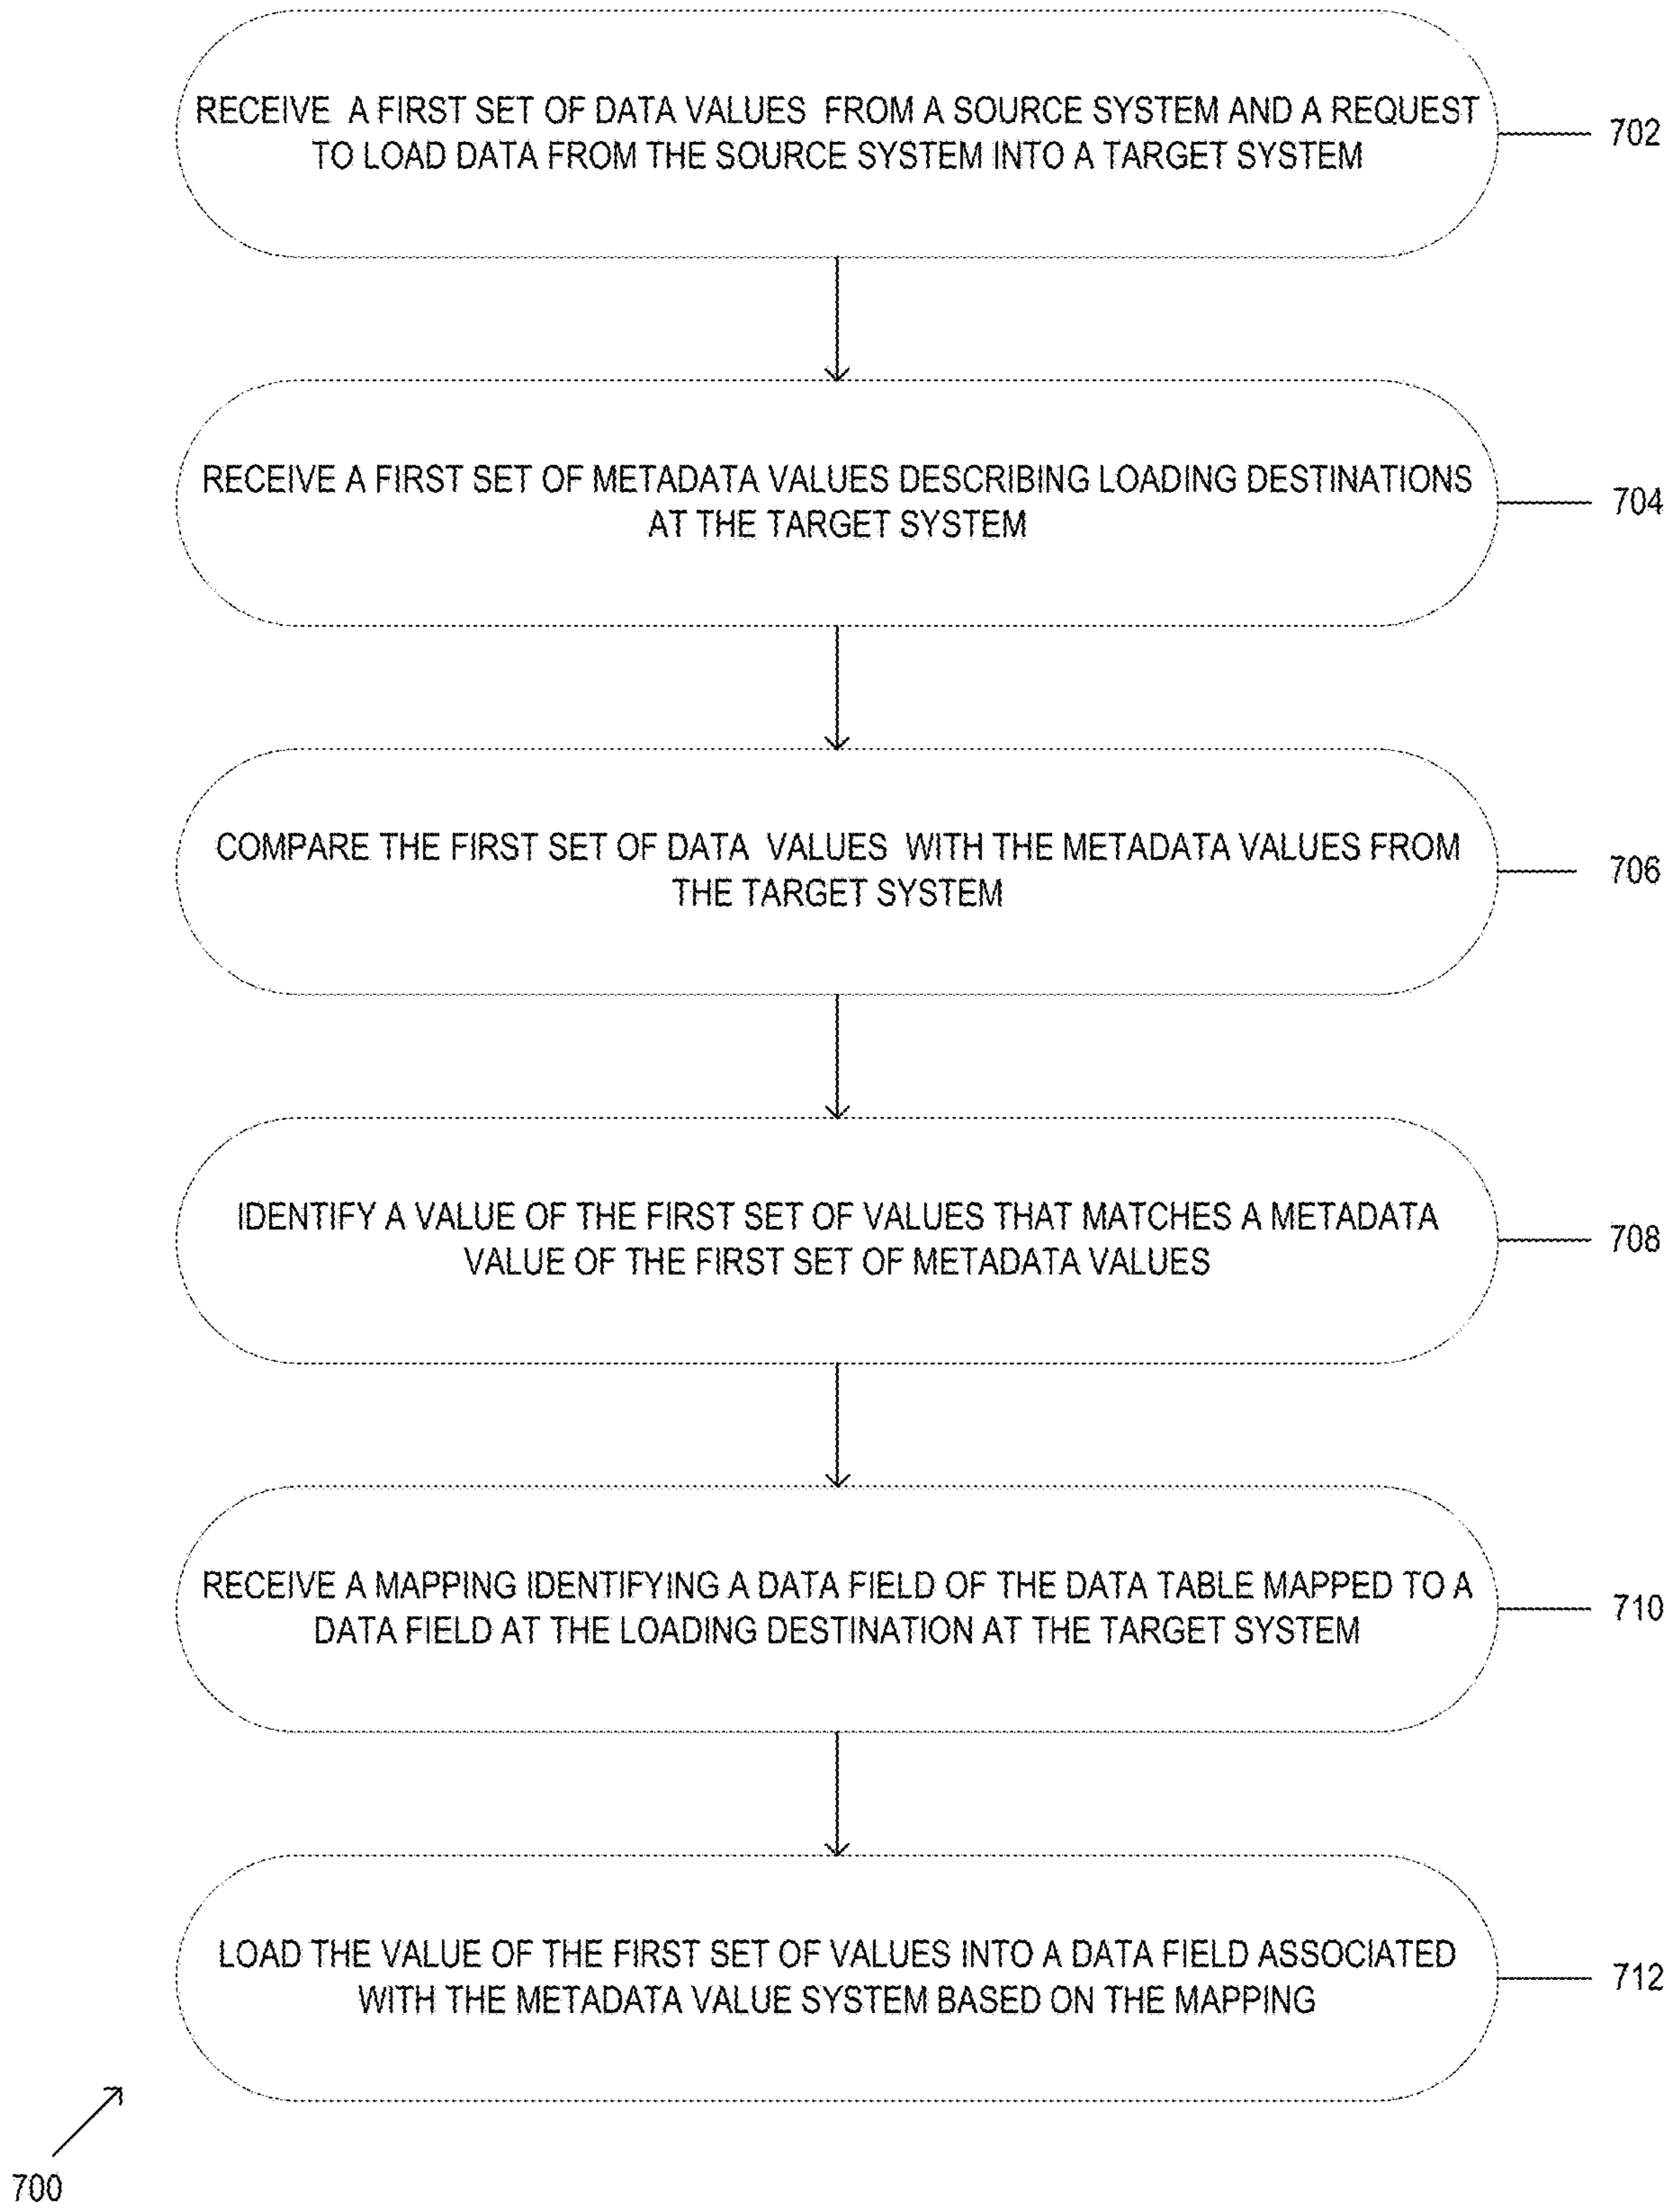 RECEIVE A FIRST SET OF DATA VALUES FROM A SOURCE SYSTEM AND A REQUEST
TO LOAD DATA FROM THE SOURCE SYSTEM INTO A TARGET SYSTEM
702
RECEIVE A FIRST SET OF METADATA VALUES DESCRIBING LOADING DESTINATIONS
AT THE TARGET SYSTEM
704
COMPARE THE FIRST SET OF DATA VALUES WITH THE METADATA VALUES FROM
THE TARGET SYSTEM
706
IDENTIFY A VALUE OF THE FIRST SET OF VALUES THAT MATCHES A METADATA
VALUE OF THE FIRST SET OF METADATA VALUES
708
RECEIVE A MAPPING IDENTIFYING A DATA FIELD OF THE DATA TABLE MAPPED TO A
DATA FIELD AT THE LOADING DESTINATION AT THE TARGET SYSTEM
710
LOAD THE VALUE OF THE FIRST SET OF VALUES INTO A DATA FIELD ASSOCIATED
WITH THE METADATA VALUE SYSTEM BASED ON THE MAPPING
712
700